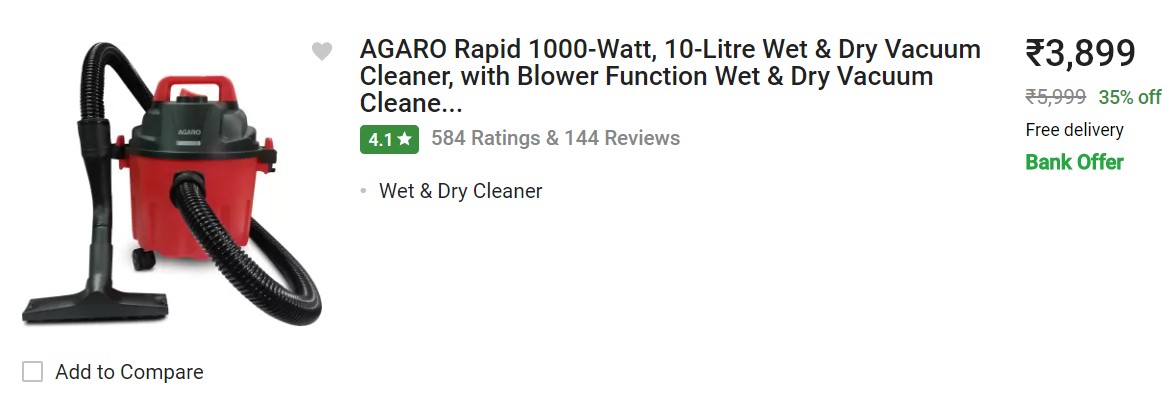 AGARO Rapid 1000-Watt, 10-Litre Wet & Dry Vacuum
Cleaner, with Blower Function Wet & Dry Vacuum
Cleane...
4.1★ 584 Ratings & 144 Reviews
• Wet & Dry Cleaner
₹3,899
₹5,999 35% off
Free delivery
Bank Offer
AGARO
Add to Compare